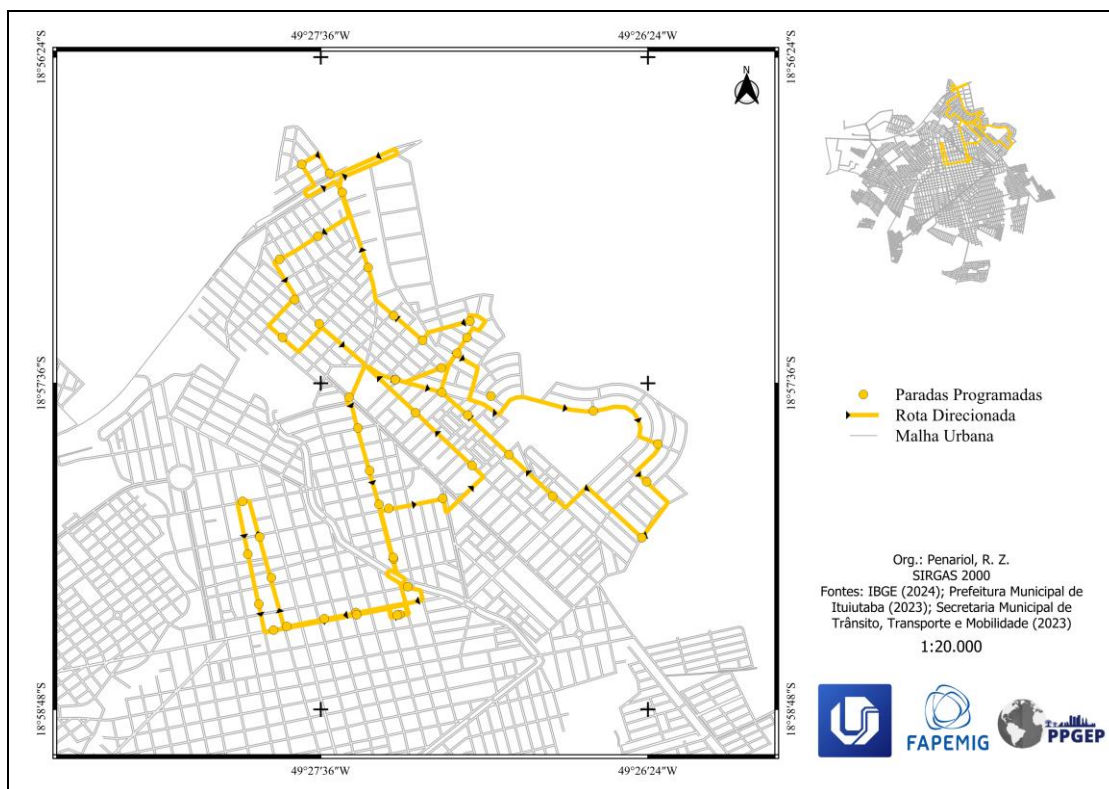 49°27'36"W
49°26'24"W
18°56'24"S
18°56'24"S
N
18°57'36"S
18°57'36"S
Paradas Programadas
Rota Direcionada
Malha Urbana
Org.: Penariol, R. Z.
SIRGAS 2000
Fontes: IBGE (2024); Prefeitura Municipal de
Ituiutaba (2023); Secretaria Municipal de
Trânsito, Transporte e Mobilidade (2023)
1:20.000
18°58'48"S
18°58'48"S
FAPEMIG
PPGEP
49°27'36"W
49°26'24"W